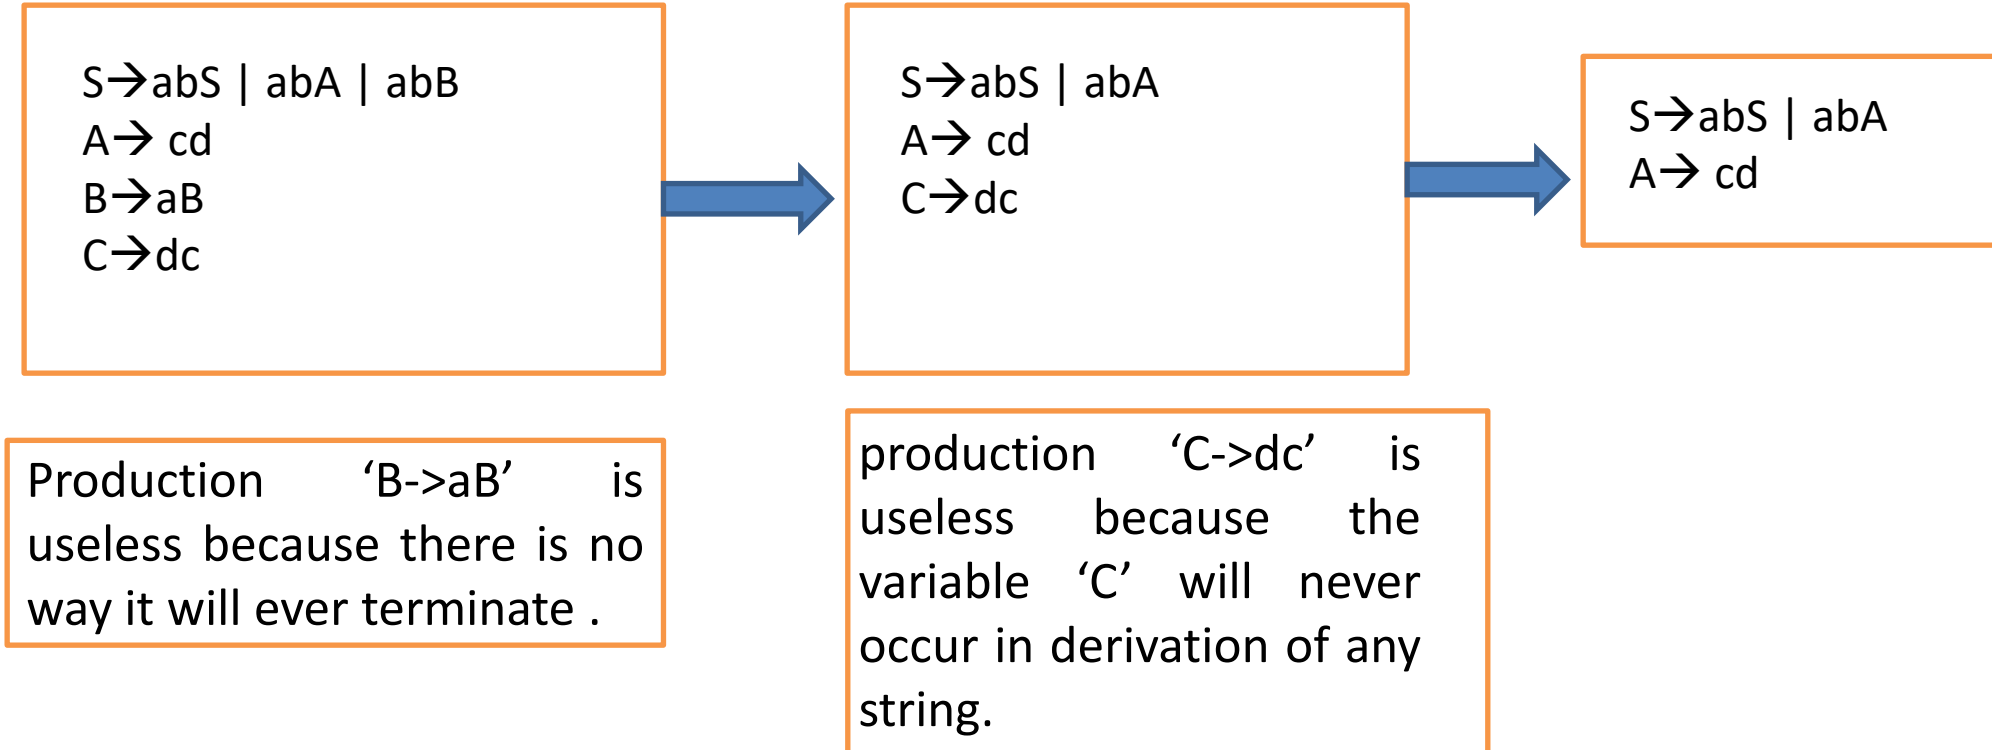 S→abS | abA | abB
A→ cd
B→aB
C→dc
Production ‘B->aB’ is
useless because there is no
way it will ever terminate .
S→abS | abA
A→ cd
C→dc
production ‘C->dc’ is
useless because the
variable ‘C’ will never
occur in derivation of any
string.
S→abS | abA
A→ cd